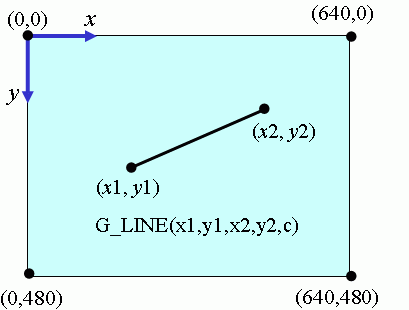 (0,0)
x
(640,0)
y
(x2, y2)
(x1, y1)
G_LINE(x1,y1,x2,y2,c)
(0,480)
(640,480)